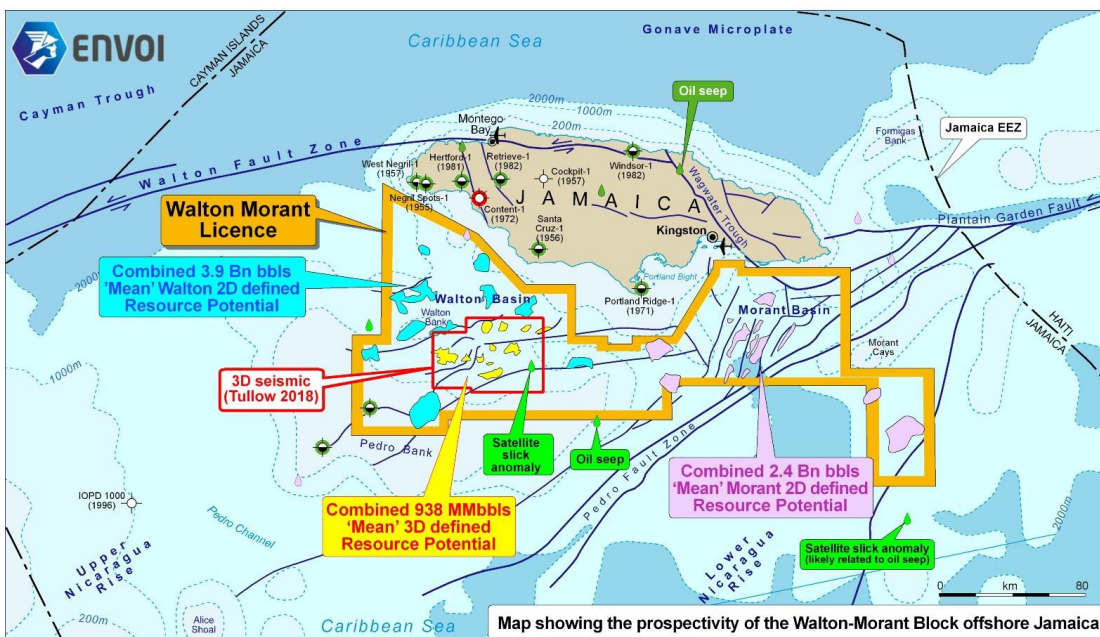 ENVOI
CAYMAN ISLANDS
JAMAICA
Caribbean Sea
Gonave Microplate
Cayman Trough
2000m
1000m
200m
Oil seep
Montego
Bay
Formigas
Bank
Jamaica EEZ
Walton Fault Zone
West Negril-1
(1957)
Hertford-1
(1981)
Retrieve-1
(1982)
Cockpit-1
(1957)
Windsor-1
(1982)
Wagwater Trough
Negril Spots-1
(1955)
Content-1
(1972)
JAMAICA
Santa
Cruz-1
(1956)
Kingston
Plantain Garden Fault
Walton Morant
Licence
2000m
Combined 3.9 Bn bbls
'Mean' Walton 2D defined
Resource Potential
Portland Bight
Portland Ridge-1
(1971)
Walton Basin
Walton
Bank
Morant Basin
HAITI
JAMAICA
Morant
Cays
1000m
3D seismic
(Tullow 2018)
Pedro Bank
Satellite
slick
anomaly
Oil seep
Pedro Fault Zone
Combined 2.4 Bn bbls
'Mean' Morant 2D defined
Resource Potential
IOPD 1000
(1996)
Combined 938 MMbbls
'Mean' 3D defined
Resource Potential
Pedro Channel
2000m
Upper
Nicaragua
Rise
Lower
Nicaragua
Rise
Satellite slick anomaly
(likely related to oil seep)
0 km 80
200m
Alice
Shoal
Caribbean Sea
Map showing the prospectivity of the Walton-Morant Block offshore Jamaica